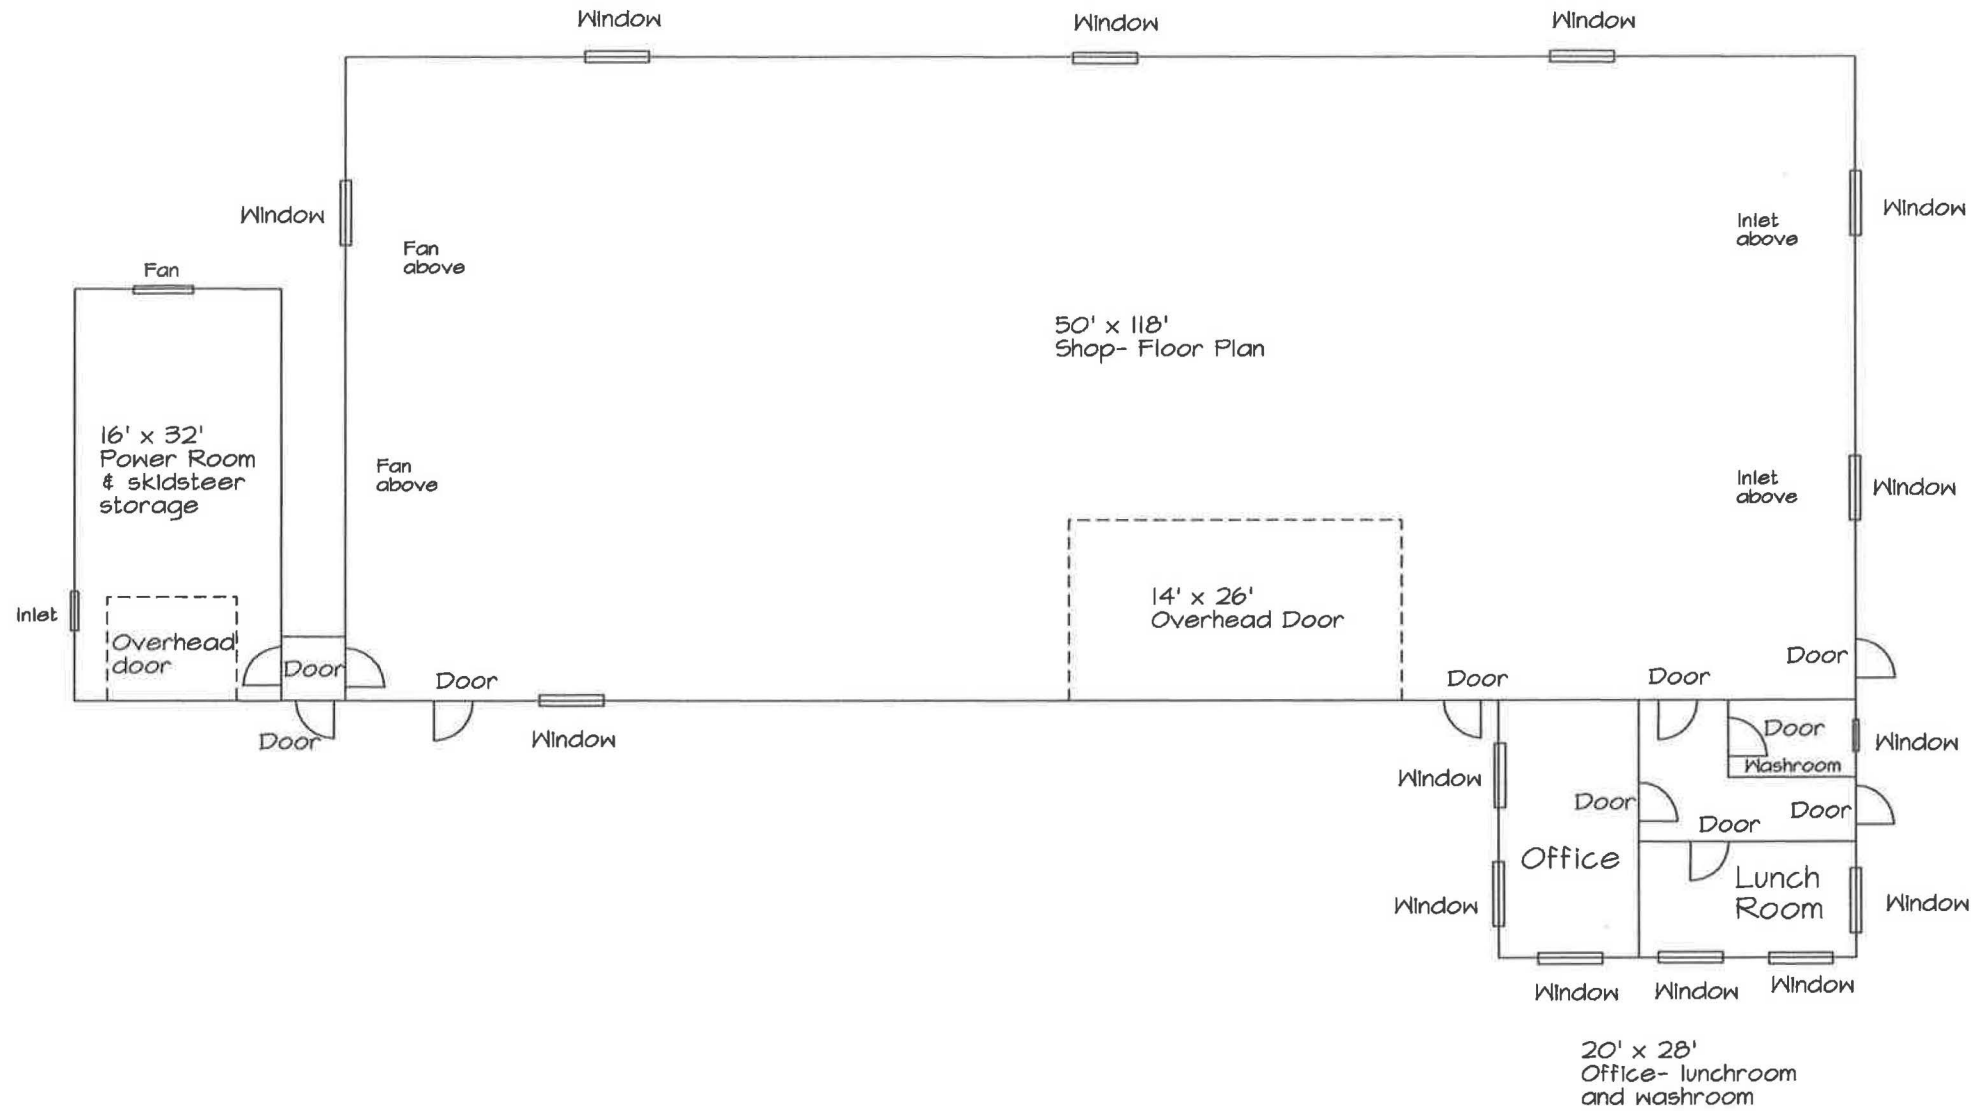 Window
Window
Window
Window
Window
Fan
above
Inlet
above
Fan
50' x 118'
Shop- Floor Plan
16' x 32'
Power Room
& skidsteer
storage
Fan
above
Inlet
above
Window
Inlet
Overhead
door
Door
14' x 26'
Overhead Door
Door
Door
Door
Door
Door
Window
Door
Washroom
Window
Window
Door
Door
Door
Office
Lunch
Room
Window
Window
Window
Window
Window
20' x 28'
Office- lunchroom
and washroom